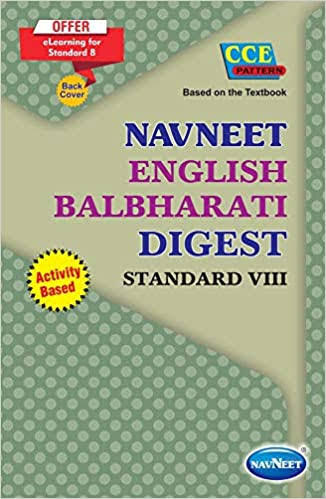 OFFER
eLearning for
Standard 8
Back
Cover
CCE
PATTERN
Based on the Textbook
NAVNEET
ENGLISH
BALBHARATI
DIGEST
STANDARD VIII
Activity
Based
NAVNEET
®